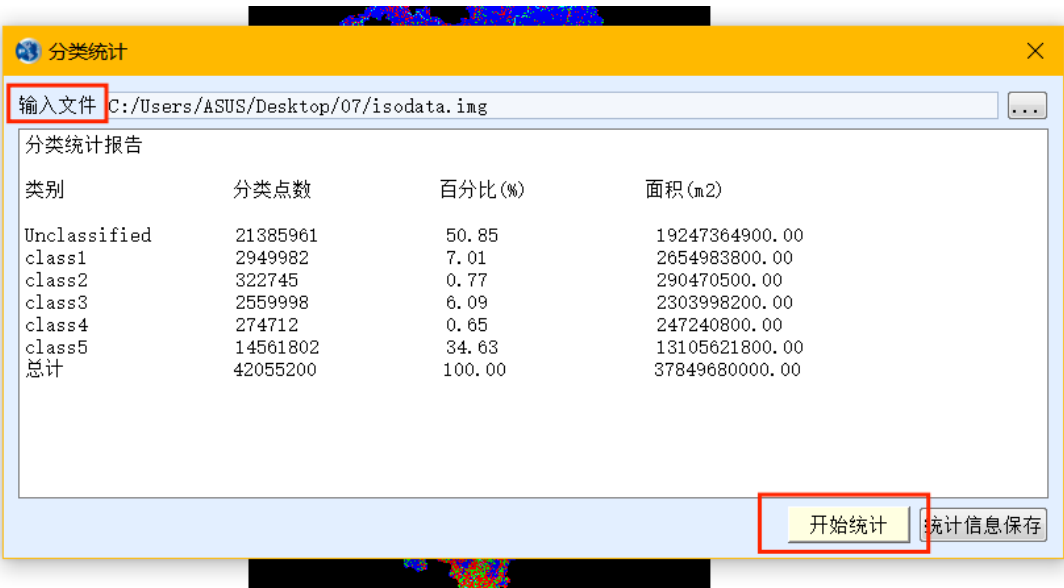 分类统计
输入文件 C:/Users/ASUS/Desktop/07/isodata.img ...
分类统计报告
类别 分类点数 百分比(%) 面积(m2)
Unclassified 21385961 50.85 19247364900.00
class1 2949982 7.01 2654983800.00
class2 322745 0.77 290470500.00
class3 2559998 6.09 2303998200.00
class4 274712 0.65 247240800.00
class5 14561802 34.63 13105621800.00
总计 42055200 100.00 37849680000.00
开始统计 统计信息保存